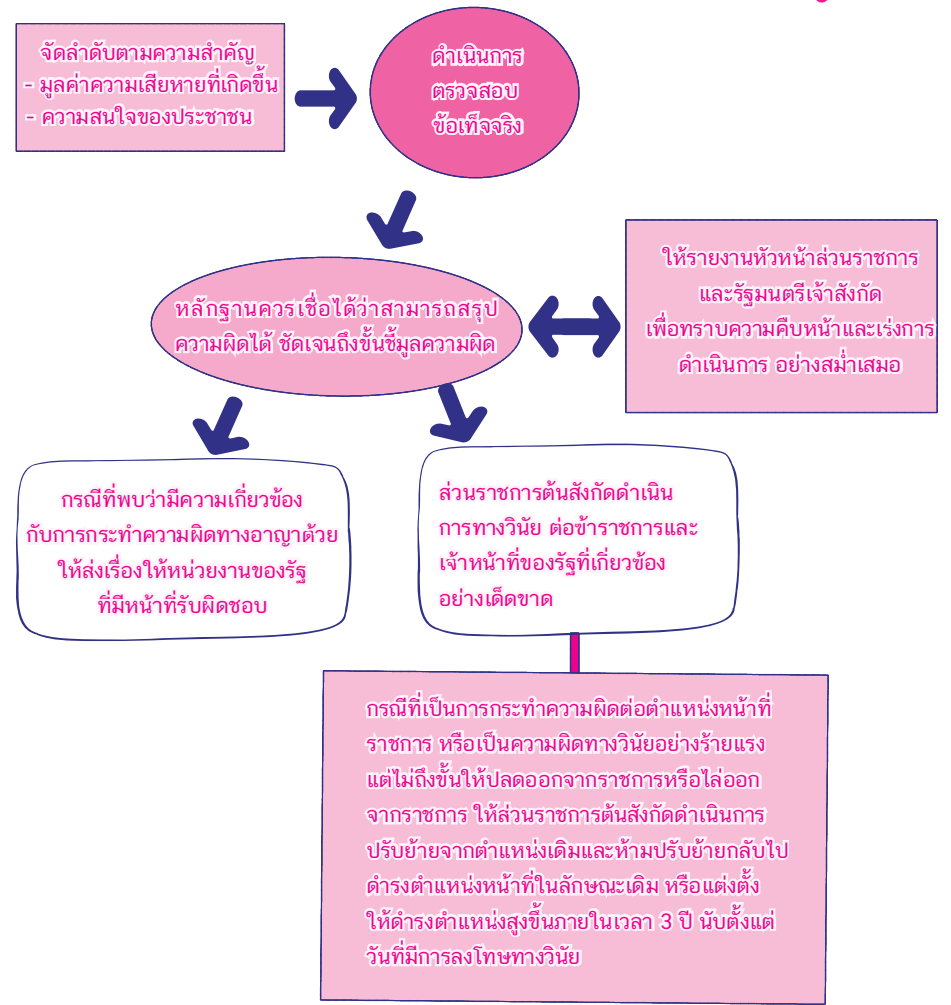 จัดลำดับตามความสำคัญ
- มูลค่าความเสียหายที่เกิดขึ้น
- ความสนใจของประชาชน
ดำเนินการ
ตรวจสอบ
ข้อเท็จจริง
หลักฐานควรเชื่อได้ว่าสามารถสรุป
ความผิดได้ ชัดเจนถึงขั้นชี้มูลความผิด
ให้รายงานหัวหน้าส่วนราชการ
และรัฐมนตรีเจ้าสังกัด
เพื่อทราบความคืบหน้าและเร่งการ
ดำเนินการ อย่างสม่ำเสมอ
กรณีที่พบว่ามีความเกี่ยวข้อง
กับการกระทำความผิดทางอาญาด้วย
ให้ส่งเรื่องให้หน่วยงานของรัฐ
ที่มีหน้าที่รับผิดชอบ
ส่วนราชการต้นสังกัดดำเนิน
การทางวินัย ต่อข้าราชการและ
เจ้าหน้าที่ของรัฐที่เกี่ยวข้อง
อย่างเด็ดขาด
กรณีที่เป็นการกระทำความผิดต่อตำแหน่งหน้าที่
ราชการ หรือเป็นความผิดทางวินัยอย่างร้ายแรง
แต่ไม่ถึงขั้นให้ปลดออกจากราชการหรือไล่ออก
จากราชการ ให้ส่วนราชการต้นสังกัดดำเนินการ
ปรับย้ายจากตำแหน่งเดิมและห้ามปรับย้ายกลับไป
ดำรงตำแหน่งหน้าที่ในลักษณะเดิม หรือแต่งตั้ง
ให้ดำรงตำแหน่งสูงขึ้นภายในเวลา 3 ปี นับตั้งแต่
วันที่มีการลงโทษทางวินัย